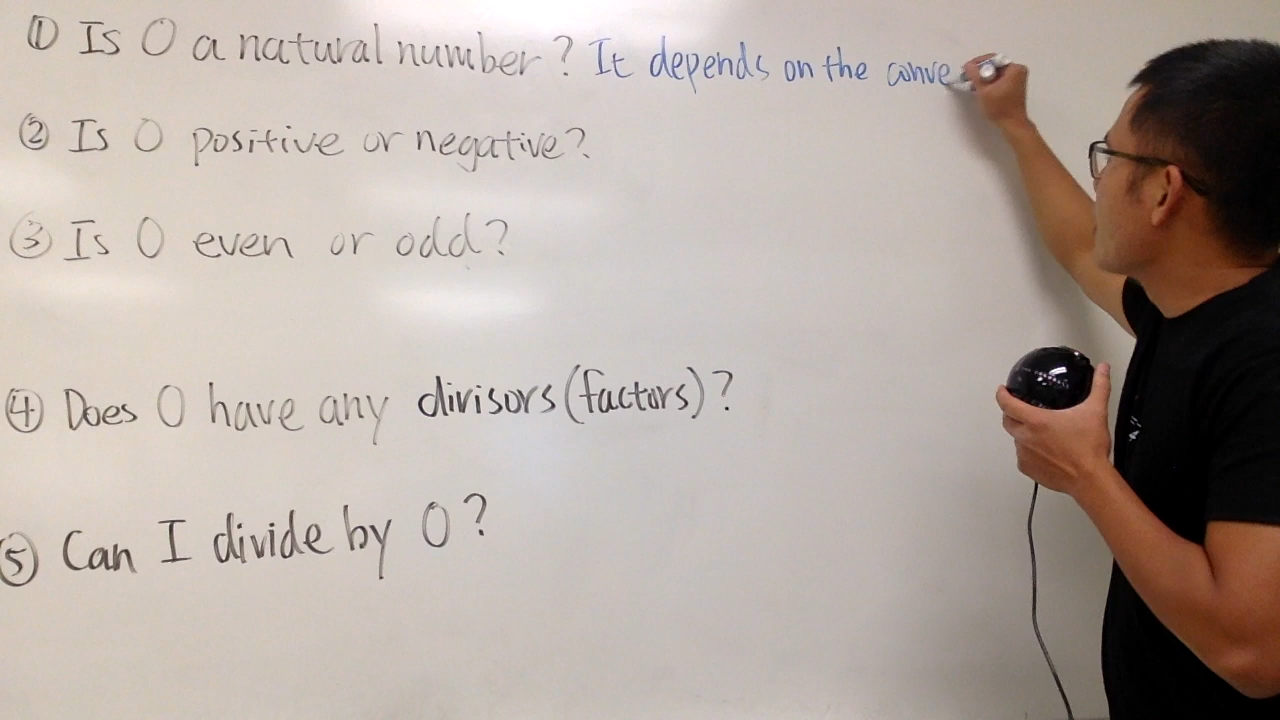 ① Is 0 a natural number? It depends on the conve
② Is 0 positive or negative?
③ Is 0 even or odd?
④ Does 0 have any divisors (factors)?
⑤ Can I divide by 0?